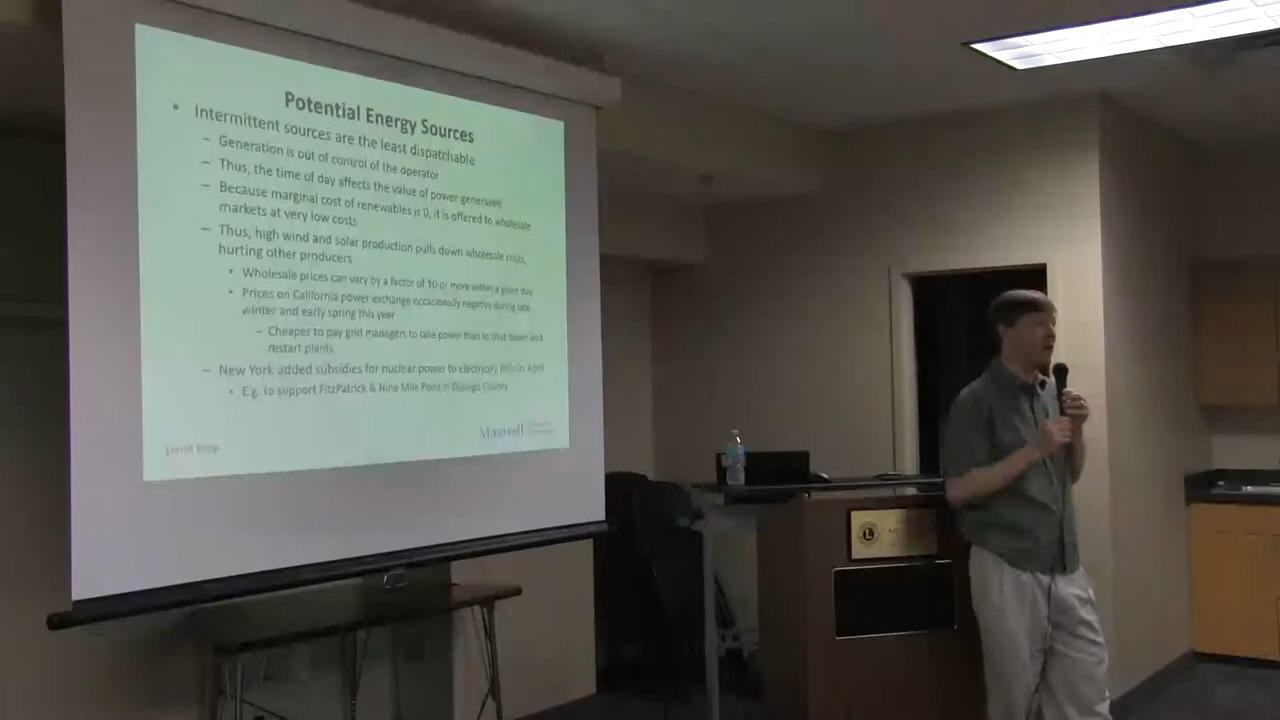 Potential Energy Sources
• Intermittent sources are the least dispatchable
– Generation is out of control of the operator
– Thus, the time of day affects the value of power generated
– Because marginal cost of renewables is 0, it is offered to wholesale
markets at very low costs
– Thus, high wind and solar production pulls down wholesale costs,
hurting other producers
• Wholesale prices can vary by a factor of 10 or more within a given day
• Prices on California power exchange occasionally negative during late
winter and early spring this year
– Cheaper to pay grid managers to take power than to shut down and
restart plants
– New York added subsidies for nuclear power to electricity bills in April
• E.g. to support FitzPatrick & Nine Mile Point in Oswego County
David Popp
Maxwell
L